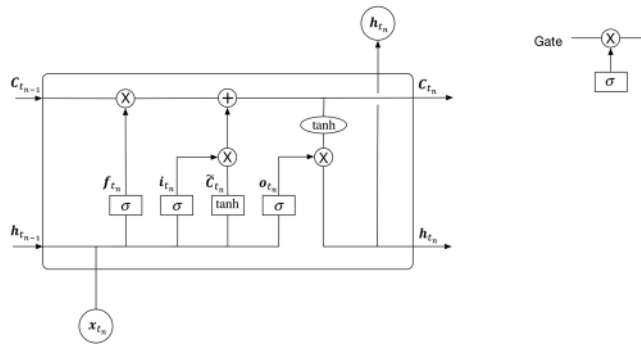 h_{t_n}
Gate X
σ
C_{t_{n-1}} X + C_{t_n}
tanh
X X
f_{t_n} i_{t_n} C̃_{t_n} o_{t_n}
σ σ tanh σ
h_{t_{n-1}} h_{t_n}
x_{t_n}